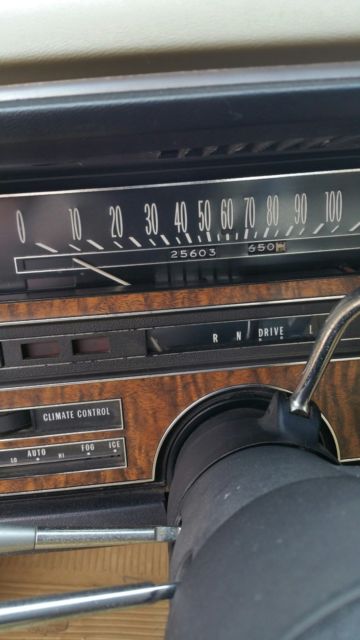 0 10 20 30 40 50 60 70 80 90 100
25603 650
R N DRIVE L
CLIMATE CONTROL
LO AUTO HI FOG ICE